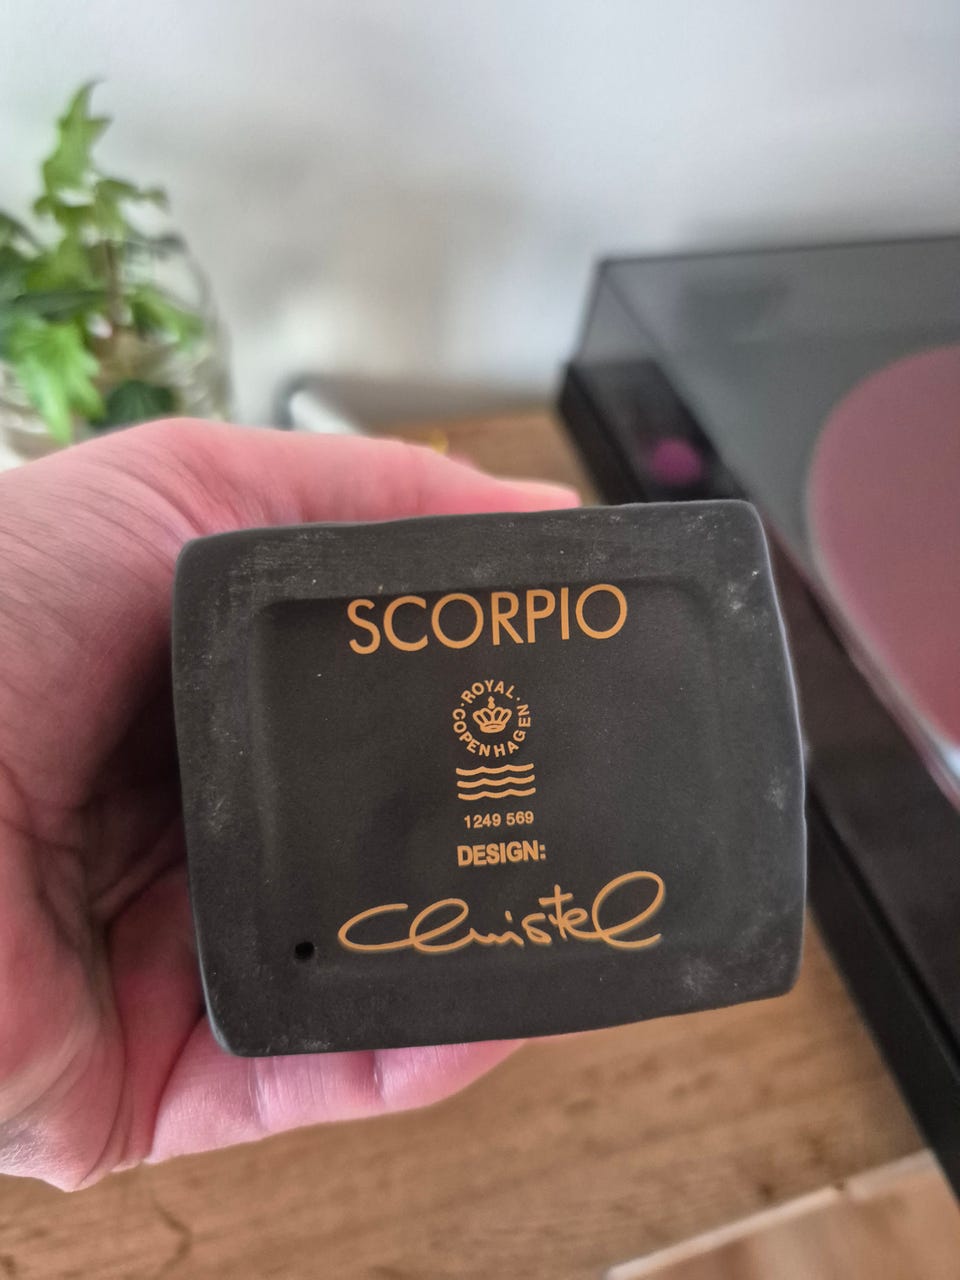 SCORPIO
·ROYAL·
COPENHAGEN
1249 569
DESIGN:
Christel